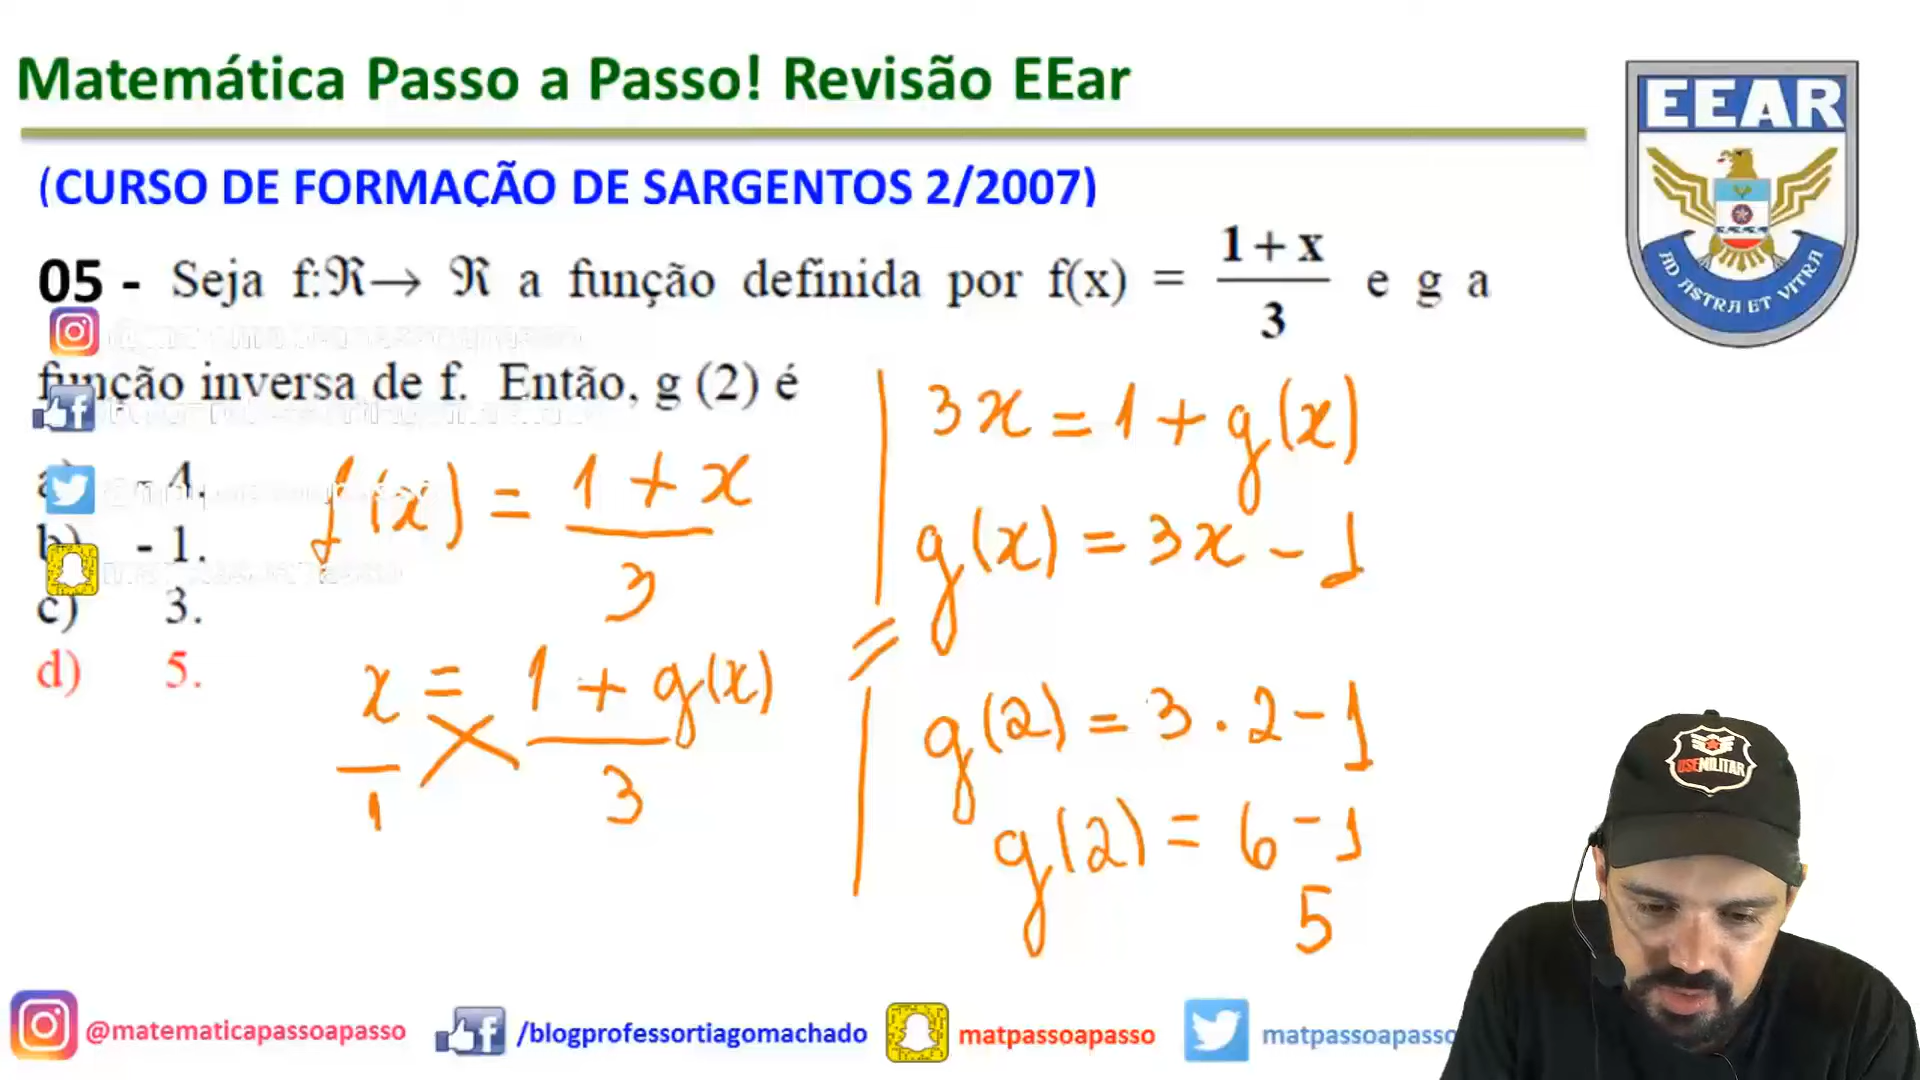 Matemática Passo a Passo! Revisão EEar
EEAR
AD ASTRA ET VITRA
(CURSO DE FORMAÇÃO DE SARGENTOS 2/2007)
05 - Seja f:ℜ→ ℜ a função definida por f(x) = (1 + x)/3 e g a
função inversa de f. Então, g (2) é
a) - 4.
b) - 1.
c) 3.
d) 5.
f(x) = (1 + x)/3
x/1 = (1 + g(x))/3
3x = 1 + g(x)
g(x) = 3x - 1
g(2) = 3 · 2 - 1
g(2) = 6 - 1
5
USEMILITAR
@matematicapassoapasso
/blogprofessortiagomachado
matpassoapasso
matpassoapasso